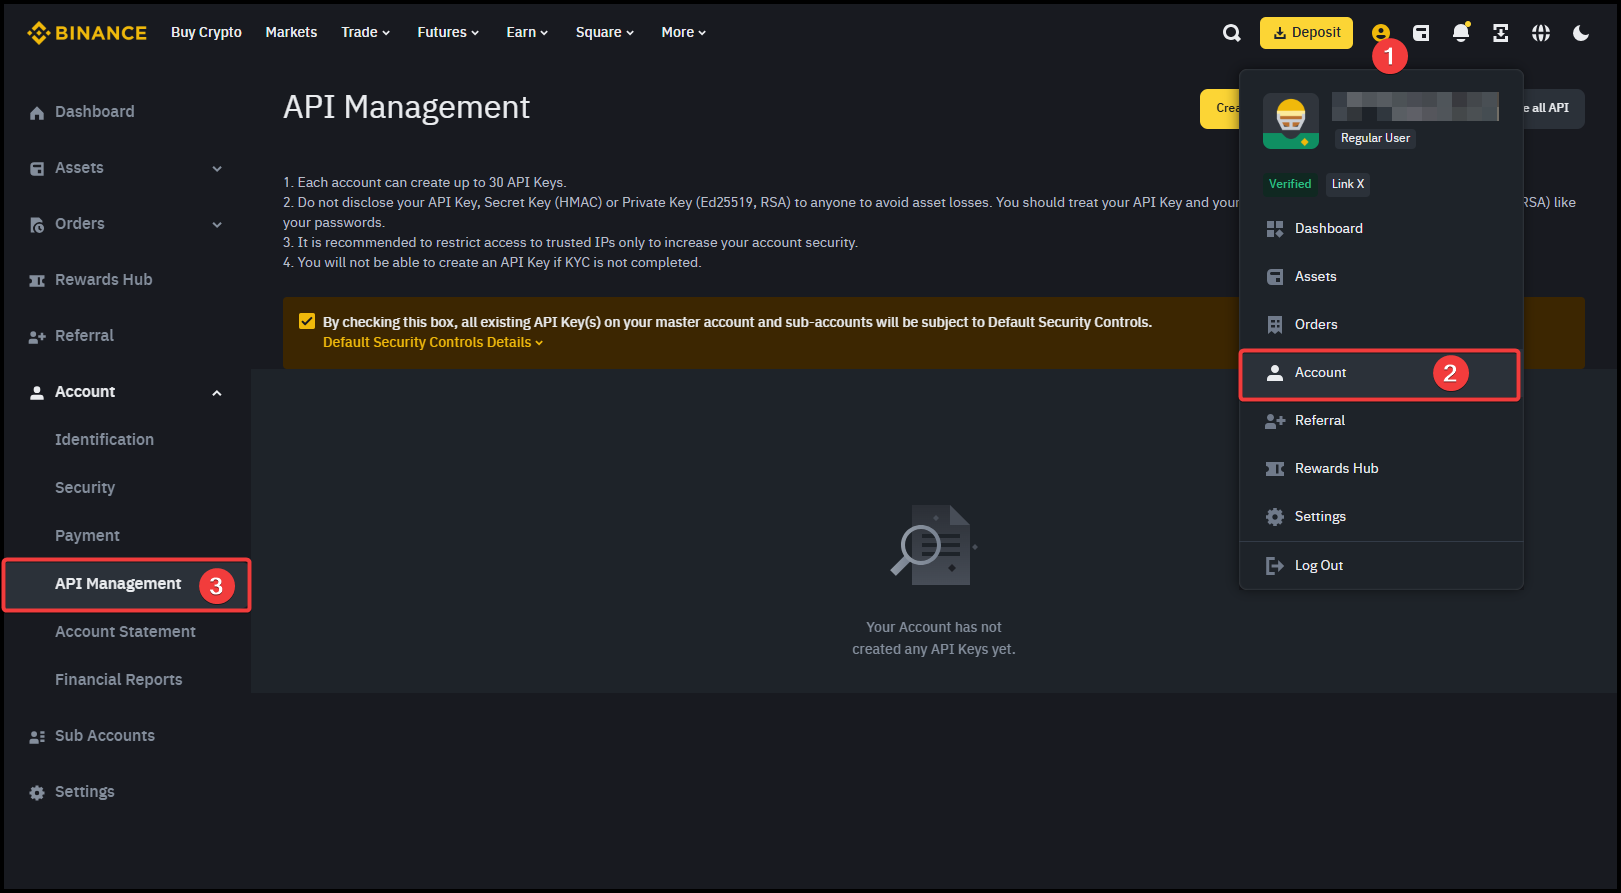 BINANCE
Buy Crypto
Markets
Trade
Futures
Earn
Square
More
Deposit
1
Dashboard
Assets
Orders
Rewards Hub
Referral
Account
Identification
Security
Payment
API Management
3
Account Statement
Financial Reports
Sub Accounts
Settings
API Management
all API
1. Each account can create up to 30 API Keys.
2. Do not disclose your API Key, Secret Key (HMAC) or Private Key (Ed25519, RSA) to anyone to avoid asset losses. You should treat your API Key and your RSA) like
your passwords.
3. It is recommended to restrict access to trusted IPs only to increase your account security.
4. You will not be able to create an API Key if KYC is not completed.
By checking this box, all existing API Key(s) on your master account and sub-accounts will be subject to Default Security Controls.
Default Security Controls Details
Your Account has not
created any API Keys yet.
Regular User
Verified
Link X
Dashboard
Assets
Orders
Account
2
Referral
Rewards Hub
Settings
Log Out